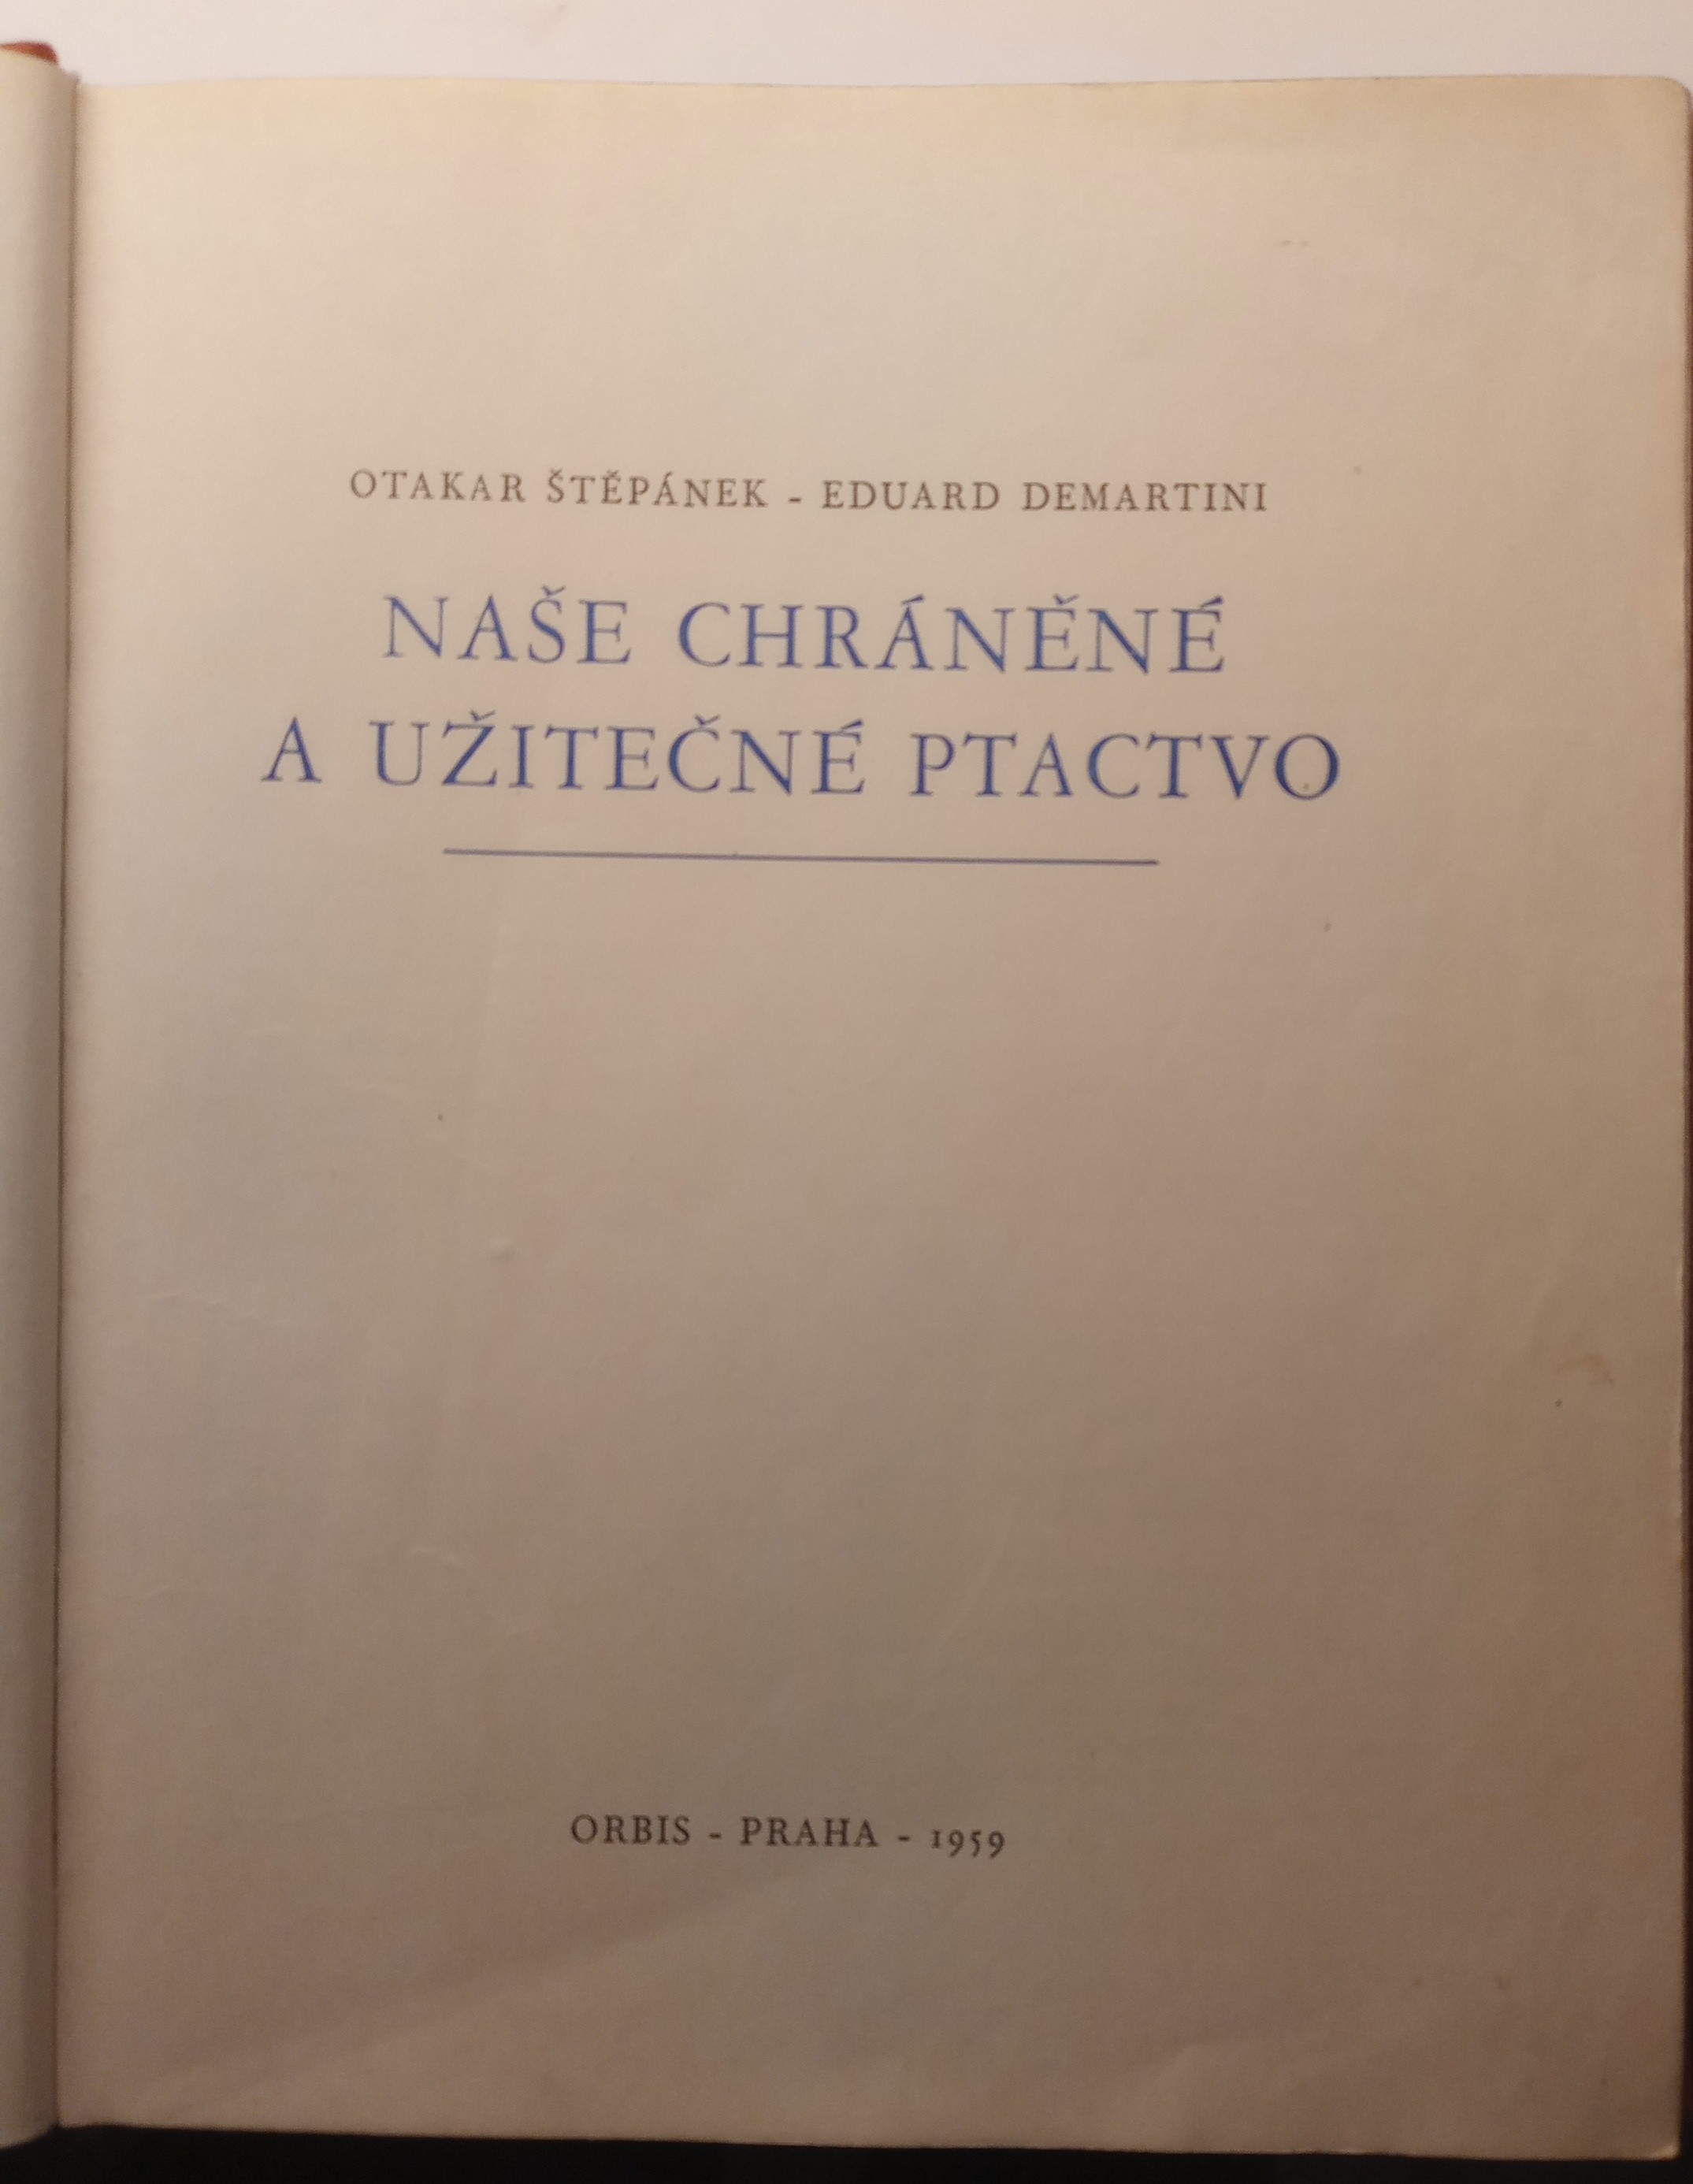 OTAKAR ŠTĚPÁNEK - EDUARD DEMARTINI
NAŠE CHRÁNĚNÉ
A UŽITEČNÉ PTACTVO
ORBIS - PRAHA - 1959